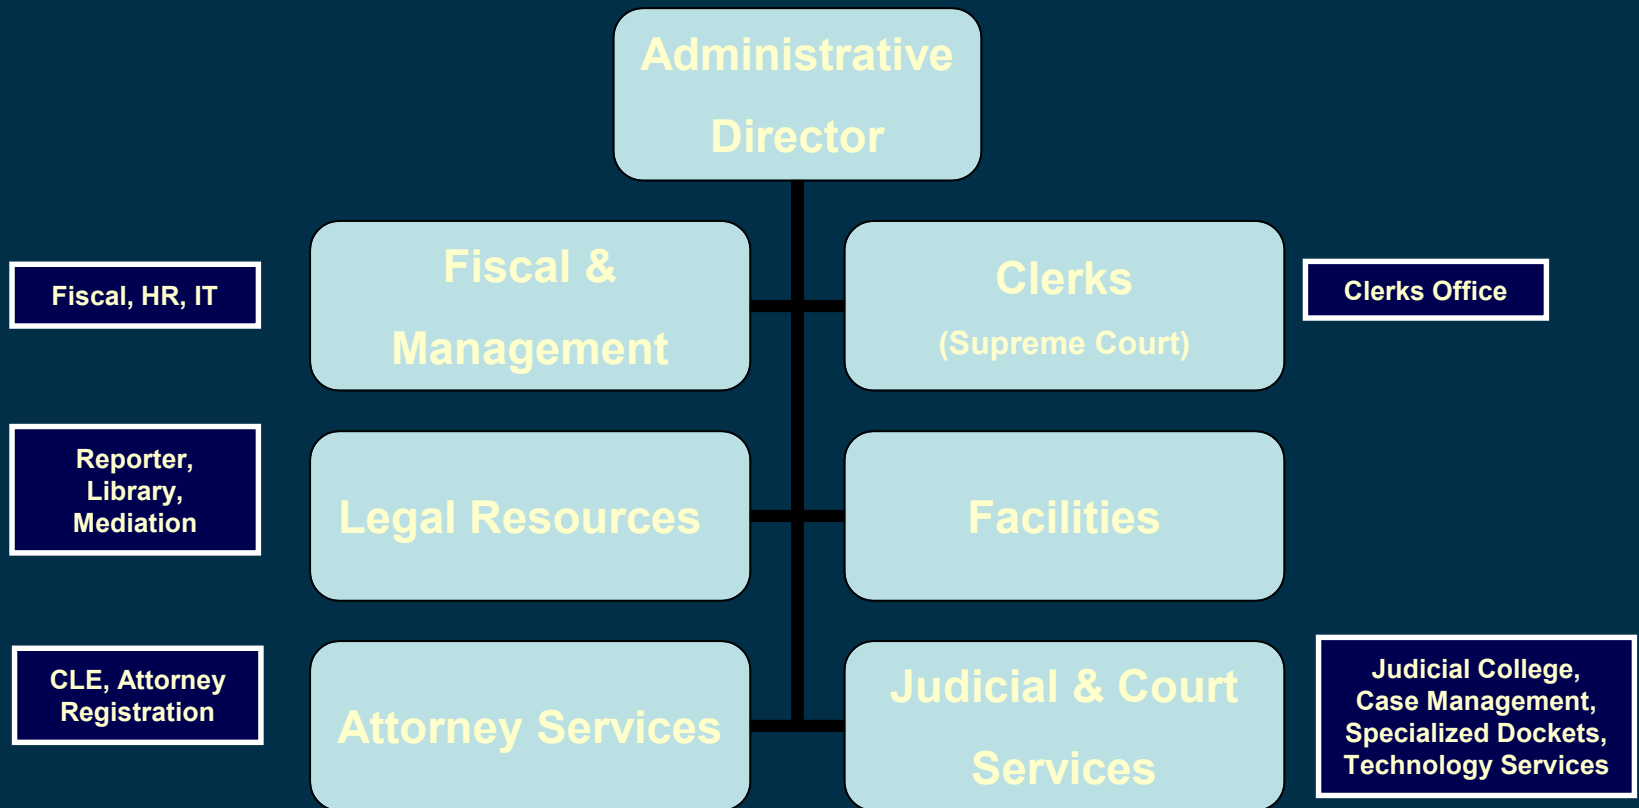 Administrative
Director
Fiscal, HR, IT
Fiscal &
Management
Clerks
(Supreme Court)
Clerks Office
Reporter,
Library,
Mediation
Legal Resources
Facilities
CLE, Attorney
Registration
Attorney Services
Judicial & Court
Services
Judicial College,
Case Management,
Specialized Dockets,
Technology Services